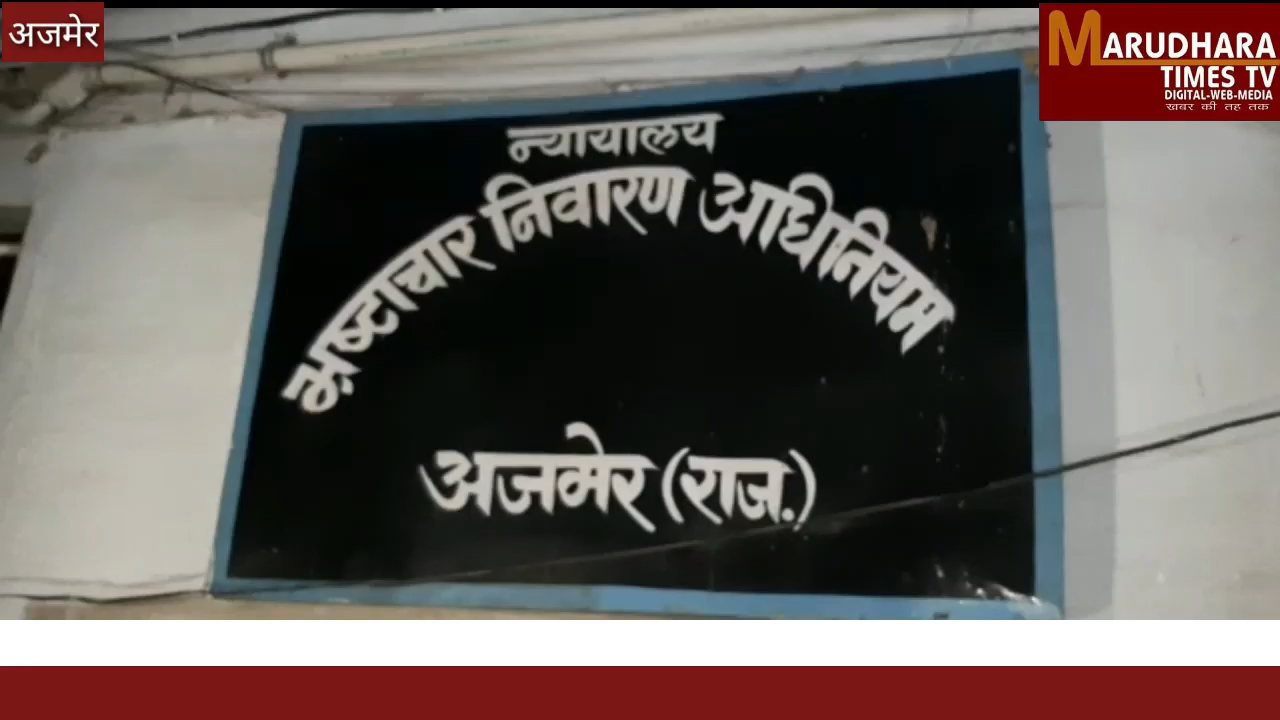 अजमेर
MARUDHARA
TIMES TV
DIGITAL-WEB-MEDIA
खबर की तह तक
न्यायालय
भ्रष्टाचार निवारण अधिनियम
अजमेर (राज.)